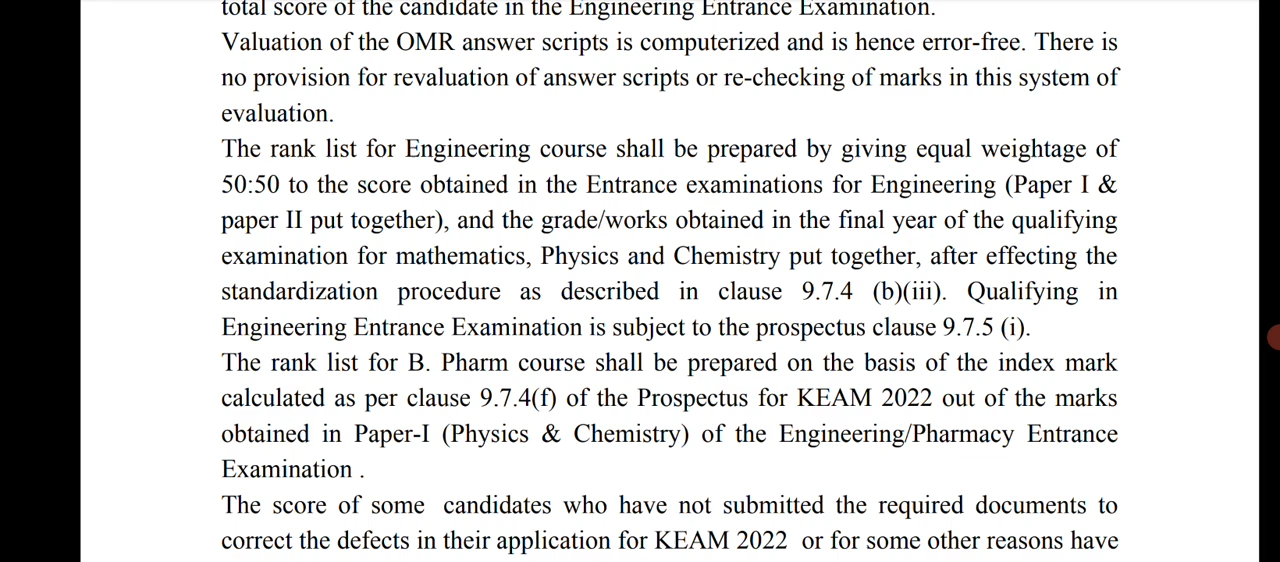 total score of the candidate in the Engineering Entrance Examination.
Valuation of the OMR answer scripts is computerized and is hence error-free. There is
no provision for revaluation of answer scripts or re-checking of marks in this system of
evaluation.
The rank list for Engineering course shall be prepared by giving equal weightage of
50:50 to the score obtained in the Entrance examinations for Engineering (Paper I &
paper II put together), and the grade/works obtained in the final year of the qualifying
examination for mathematics, Physics and Chemistry put together, after effecting the
standardization procedure as described in clause 9.7.4 (b)(iii). Qualifying in
Engineering Entrance Examination is subject to the prospectus clause 9.7.5 (i).
The rank list for B. Pharm course shall be prepared on the basis of the index mark
calculated as per clause 9.7.4(f) of the Prospectus for KEAM 2022 out of the marks
obtained in Paper-I (Physics & Chemistry) of the Engineering/Pharmacy Entrance
Examination .
The score of some candidates who have not submitted the required documents to
correct the defects in their application for KEAM 2022 or for some other reasons have